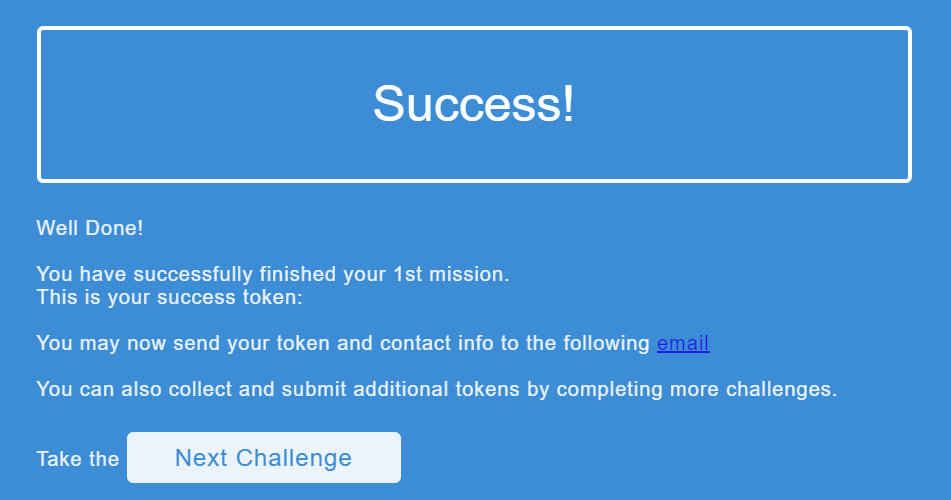 Success!
Well Done!
You have successfully finished your 1st mission.
This is your success token:
You may now send your token and contact info to the following email
You can also collect and submit additional tokens by completing more challenges.
Take the Next Challenge